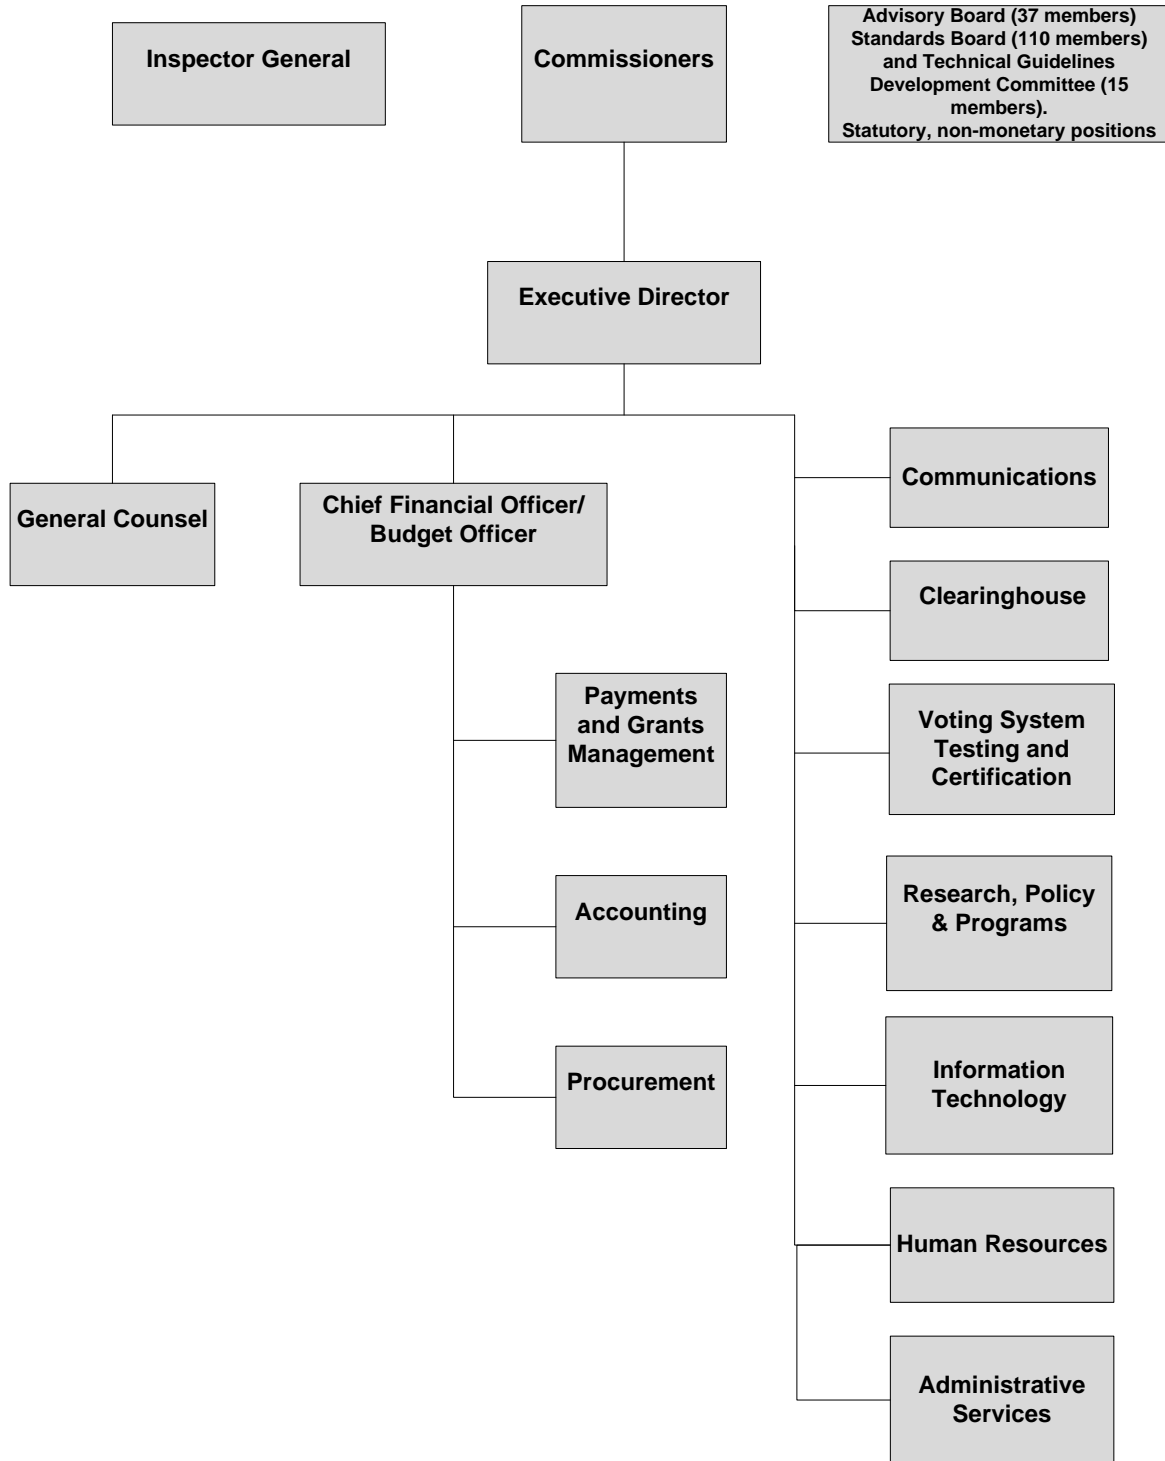 Inspector General
Commissioners
Advisory Board (37 members)
Standards Board (110 members)
and Technical Guidelines
Development Committee (15
members).
Statutory, non-monetary positions
Executive Director
General Counsel
Chief Financial Officer/
Budget Officer
Payments
and Grants
Management
Accounting
Procurement
Communications
Clearinghouse
Voting System
Testing and
Certification
Research, Policy
& Programs
Information
Technology
Human Resources
Administrative
Services